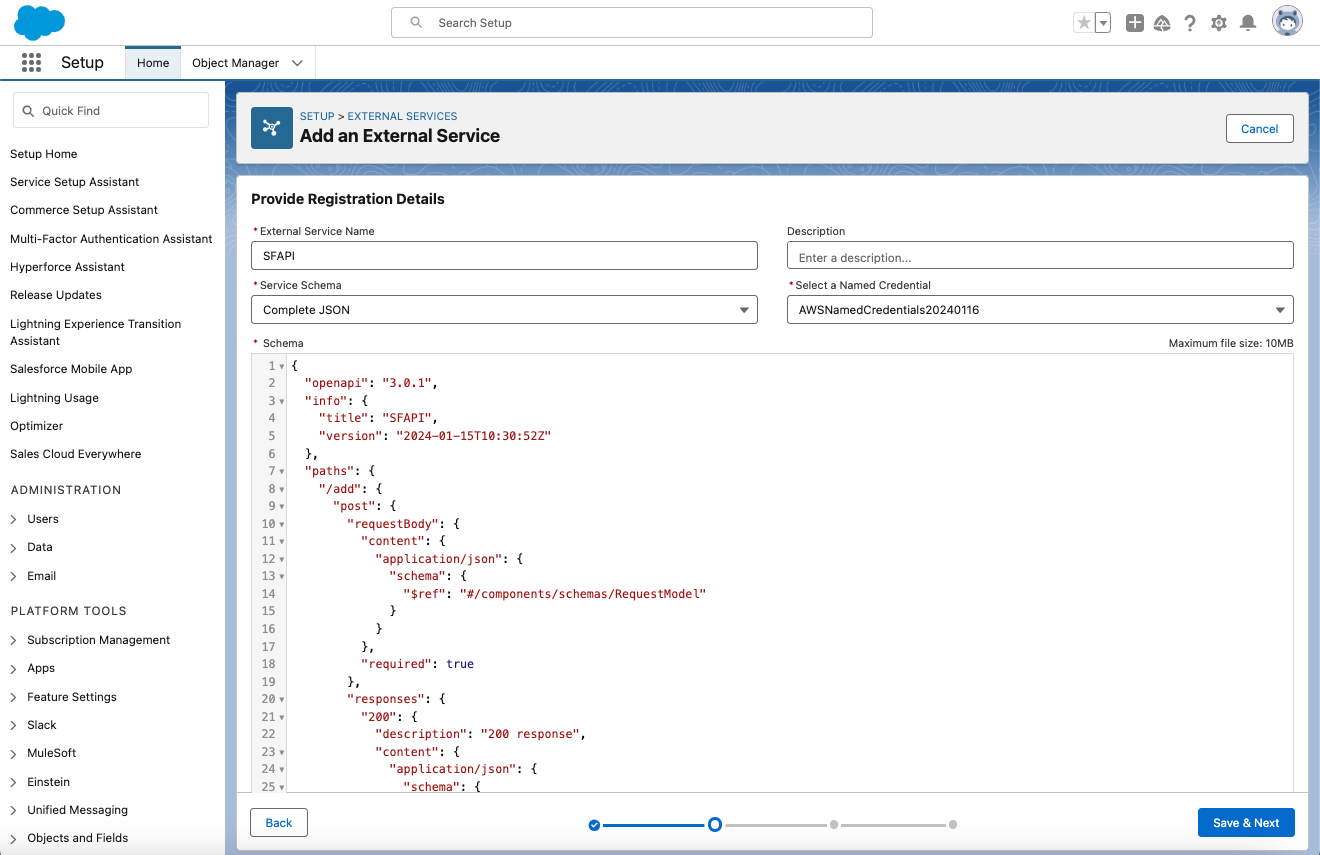 Search Setup
Setup
Home
Object Manager
Quick Find
Setup Home
Service Setup Assistant
Commerce Setup Assistant
Multi-Factor Authentication Assistant
Hyperforce Assistant
Release Updates
Lightning Experience Transition
Assistant
Salesforce Mobile App
Lightning Usage
Optimizer
Sales Cloud Everywhere
ADMINISTRATION
Users
Data
Email
PLATFORM TOOLS
Subscription Management
Apps
Feature Settings
Slack
MuleSoft
Einstein
Unified Messaging
Objects and Fields
SETUP > EXTERNAL SERVICES
Add an External Service
Cancel
Provide Registration Details
* External Service Name
SFAPI
Description
Enter a description...
* Service Schema
Complete JSON
* Select a Named Credential
AWSNamedCredentials20240116
* Schema
Maximum file size: 10MB
1 {
2 "openapi": "3.0.1",
3 "info": {
4 "title": "SFAPI",
5 "version": "2024-01-15T10:30:52Z"
6 },
7 "paths": {
8 "/add": {
9 "post": {
10 "requestBody": {
11 "content": {
12 "application/json": {
13 "schema": {
14 "$ref": "#/components/schemas/RequestModel"
15 }
16 }
17 },
18 "required": true
19 },
20 "responses": {
21 "200": {
22 "description": "200 response",
23 "content": {
24 "application/json": {
25 "schema": {
Back
Save & Next